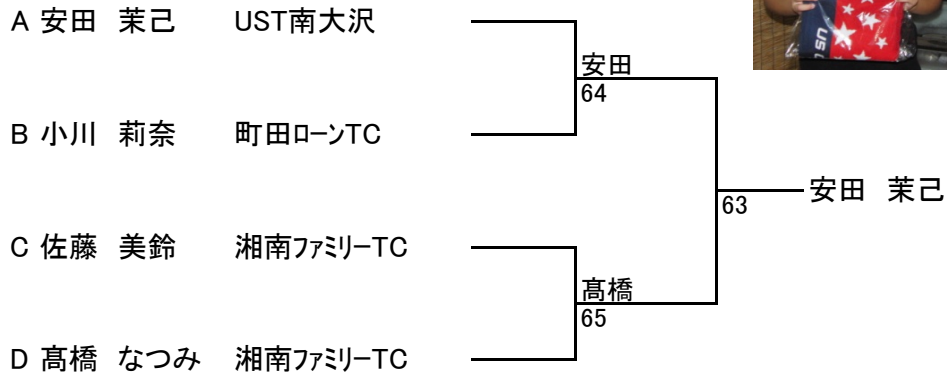 A 安田 茉己 UST南大沢
安田
64
B 小川 莉奈 町田ローンTC
63
安田 茉己
C 佐藤 美鈴 湘南ファミリーTC
髙橋
65
D 髙橋 なつみ 湘南ファミリーTC